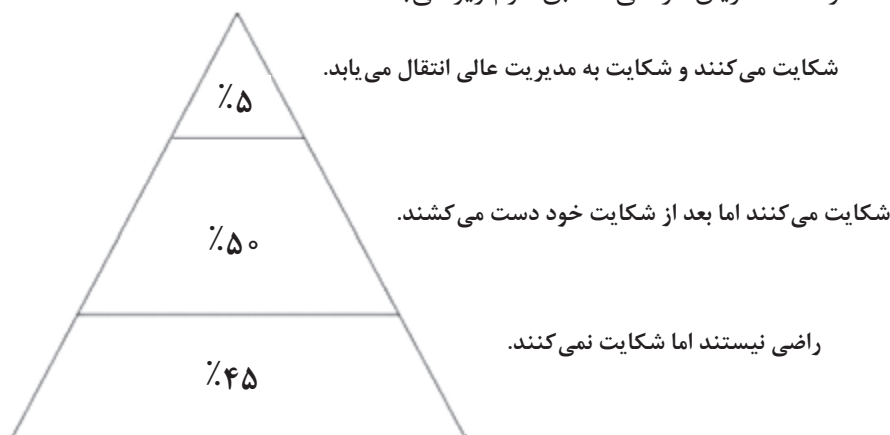 شکایت می‌کنند و شکایت به مدیریت عالی انتقال می‌یابد.
٪۵
شکایت می‌کنند اما بعد از شکایت خود دست می‌کشند.
٪۵۰
راضی نیستند اما شکایت نمی‌کنند.
٪۴۵